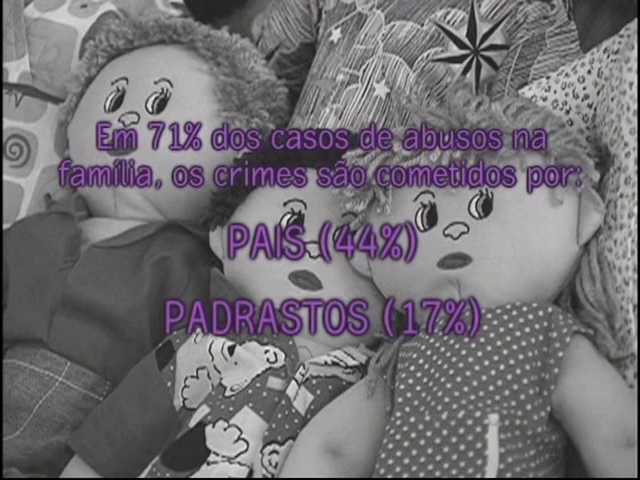 Em 71% dos casos de abusos na
família, os crimes são cometidos por:
PAIS (44%)
PADRASTOS (17%)